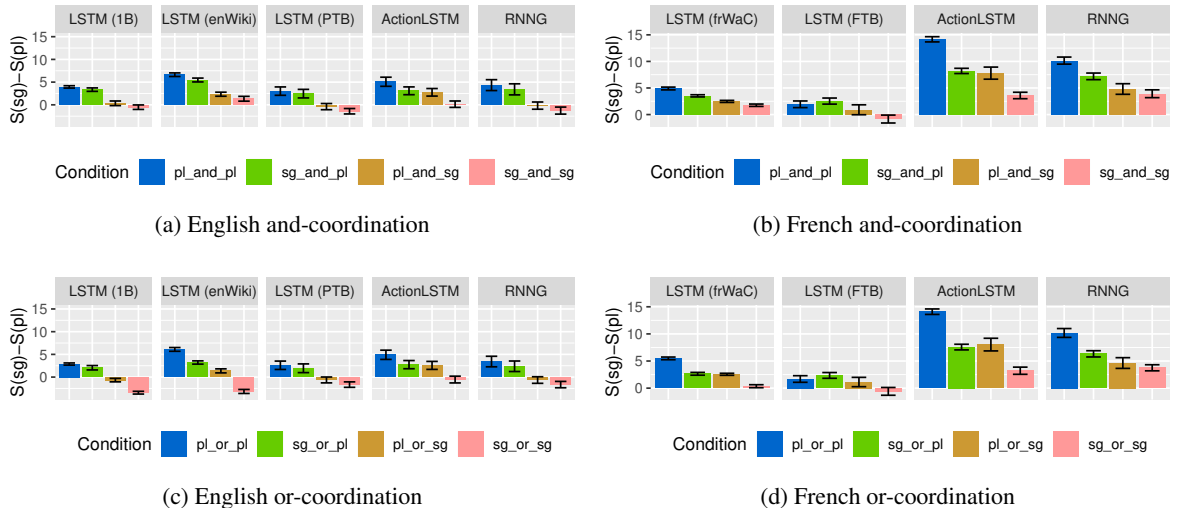 LSTM (1B) LSTM (enWiki) LSTM (PTB) ActionLSTM RNNG
S(sg)−S(pl)
15
10
5
0
Condition pl_and_pl sg_and_pl pl_and_sg sg_and_sg
(a) English and-coordination
LSTM (frWaC) LSTM (FTB) ActionLSTM RNNG
S(sg)−S(pl)
15
10
5
0
Condition pl_and_pl sg_and_pl pl_and_sg sg_and_sg
(b) French and-coordination
LSTM (1B) LSTM (enWiki) LSTM (PTB) ActionLSTM RNNG
S(sg)−S(pl)
15
10
5
0
Condition pl_or_pl sg_or_pl pl_or_sg sg_or_sg
(c) English or-coordination
LSTM (frWaC) LSTM (FTB) ActionLSTM RNNG
S(sg)−S(pl)
15
10
5
0
Condition pl_or_pl sg_or_pl pl_or_sg sg_or_sg
(d) French or-coordination